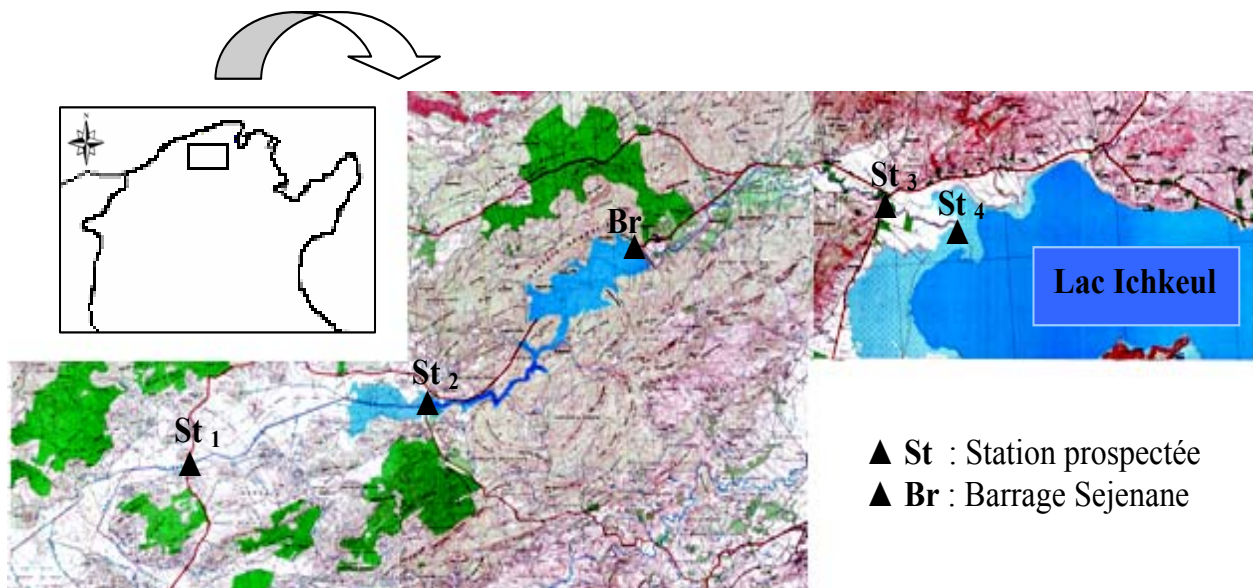 N
St 3
St 4
Br
Lac Ichkeul
St 2
St 1
▲ St : Station prospectée
▲ Br : Barrage Sejenane